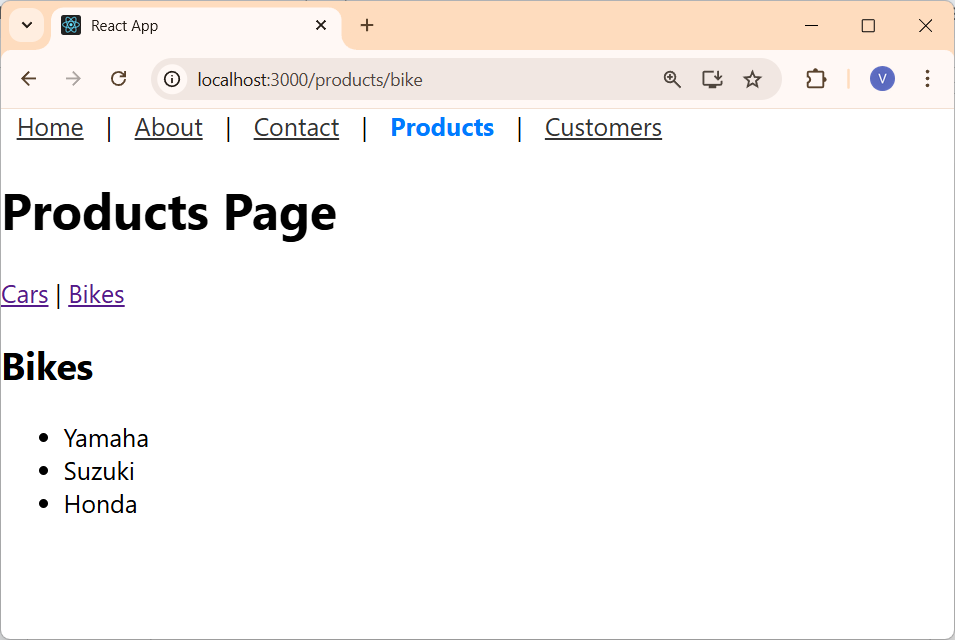 React App
localhost:3000/products/bike
V
Home | About | Contact | Products | Customers
Products Page
Cars | Bikes
Bikes
• Yamaha
• Suzuki
• Honda